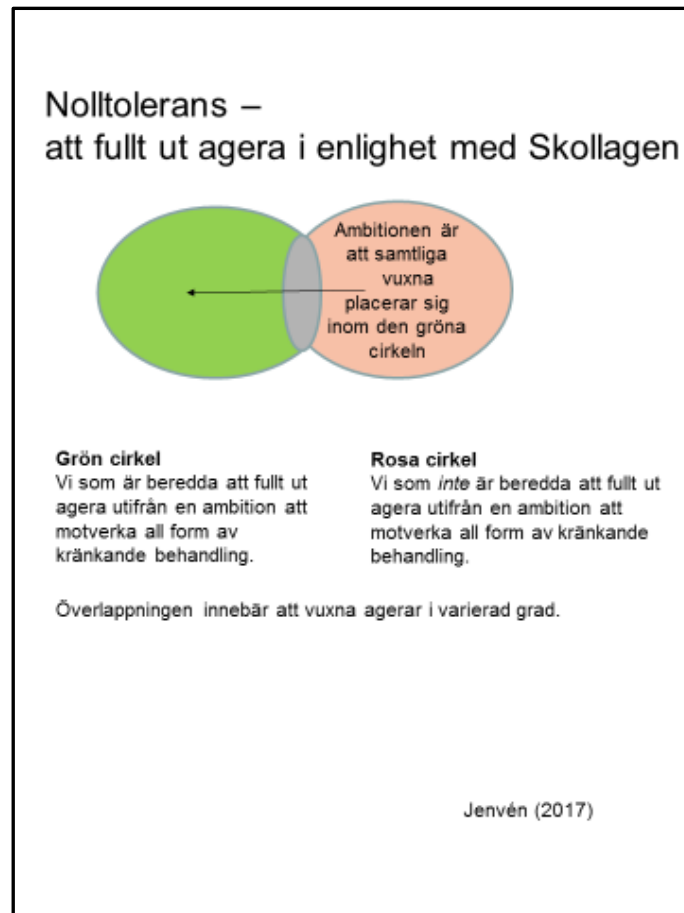 Nolltolerans –
att fullt ut agera i enlighet med Skollagen
Ambitionen är
att samtliga
vuxna
placerar sig
inom den gröna
cirkeln
Grön cirkel
Vi som är beredda att fullt ut
agera utifrån en ambition att
motverka all form av
kränkande behandling.
Rosa cirkel
Vi som inte är beredda att fullt ut
agera utifrån en ambition att
motverka all form av kränkande
behandling.
Överlappningen innebär att vuxna agerar i varierad grad.
Jenvén (2017)